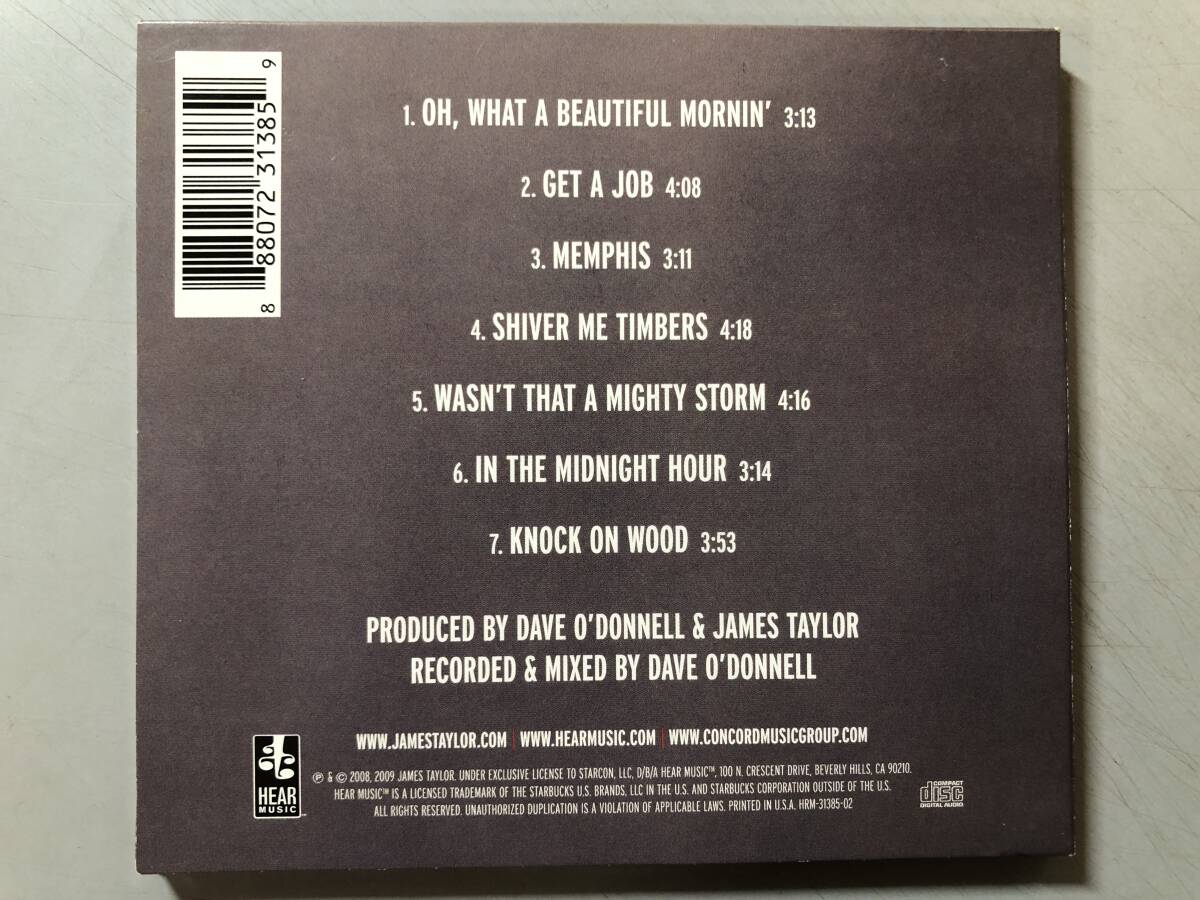 8 88072 31385 9
1. OH, WHAT A BEAUTIFUL MORNIN' 3:13
2. GET A JOB 4:08
3. MEMPHIS 3:11
4. SHIVER ME TIMBERS 4:18
5. WASN'T THAT A MIGHTY STORM 4:16
6. IN THE MIDNIGHT HOUR 3:14
7. KNOCK ON WOOD 3:53
PRODUCED BY DAVE O'DONNELL & JAMES TAYLOR
RECORDED & MIXED BY DAVE O'DONNELL
WWW.JAMESTAYLOR.COM | WWW.HEARMUSIC.COM | WWW.CONCORDMUSICGROUP.COM
℗ & © 2008, 2009 JAMES TAYLOR. UNDER EXCLUSIVE LICENSE TO STARCON, LLC, D/B/A HEAR MUSIC™, 100 N. CRESCENT DRIVE, BEVERLY HILLS, CA 90210.
HEAR MUSIC™ IS A LICENSED TRADEMARK OF THE STARBUCKS U.S. BRANDS, LLC IN THE U.S. AND STARBUCKS CORPORATION OUTSIDE OF THE U.S.
ALL RIGHTS RESERVED. UNAUTHORIZED DUPLICATION IS A VIOLATION OF APPLICABLE LAWS. PRINTED IN U.S.A. HRM-31385-02
HEAR
MUSIC™
COMPACT
disc
DIGITAL AUDIO